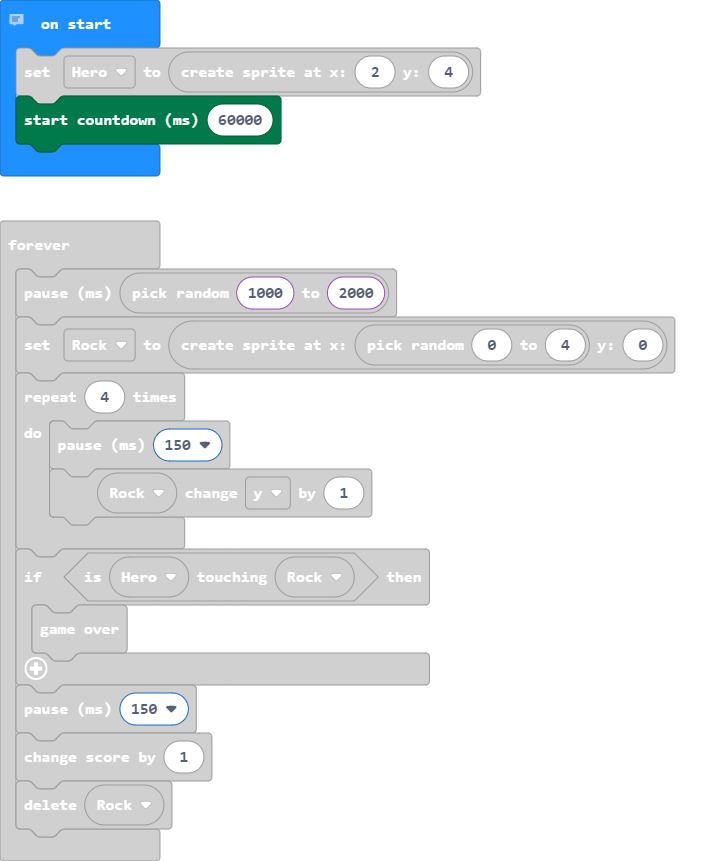 on start
set Hero to create sprite at x: 2 y: 4
start countdown (ms) 60000
forever
pause (ms) pick random 1000 to 2000
set Rock to create sprite at x: pick random 0 to 4 y: 0
repeat 4 times
do
pause (ms) 150
Rock change y by 1
if is Hero touching Rock then
game over
pause (ms) 150
change score by 1
delete Rock